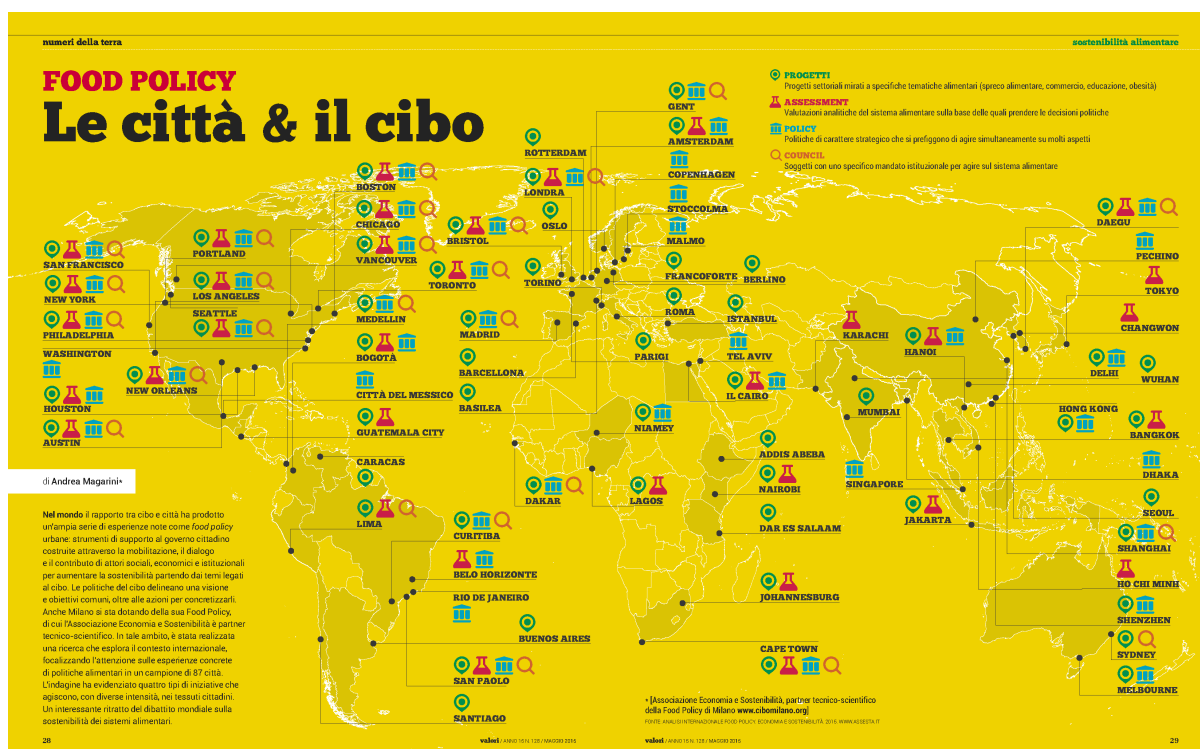 numeri della terra
sostenibilità alimentare
FOOD POLICY
Le città & il cibo
PROGETTI
Progetti settoriali mirati a specifiche tematiche alimentari (spreco alimentare, commercio, educazione, obesità)
ASSESSMENT
Valutazioni analitiche del sistema alimentare sulla base delle quali prendere le decisioni politiche
POLICY
Politiche di carattere strategico che si prefiggono di agire simultaneamente su molti aspetti
COUNCIL
Soggetti con uno specifico mandato istituzionale per agire sul sistema alimentare
SAN FRANCISCO
NEW YORK
PHILADELPHIA
WASHINGTON
HOUSTON
AUSTIN
NEW ORLEANS
PORTLAND
LOS ANGELES
SEATTLE
BOSTON
CHICAGO
VANCOUVER
TORONTO
MEDELLIN
BOGOTÀ
CITTÀ DEL MESSICO
GUATEMALA CITY
CARACAS
LIMA
CURITIBA
BELO HORIZONTE
RIO DE JANEIRO
BUENOS AIRES
SAN PAOLO
SANTIAGO
ROTTERDAM
LONDRA
OSLO
BRISTOL
TORINO
MADRID
BARCELLONA
BASILEA
GENT
AMSTERDAM
COPENHAGEN
STOCCOLMA
MALMO
FRANCOFORTE
BERLINO
ROMA
ISTANBUL
PARIGI
TEL AVIV
IL CAIRO
NIAMEY
DAKAR
LAGOS
ADDIS ABEBA
NAIROBI
DAR ES SALAAM
JOHANNESBURG
CAPE TOWN
KARACHI
HANOI
MUMBAI
SINGAPORE
JAKARTA
DAEGU
PECHINO
TOKYO
CHANGWON
DELHI
WUHAN
HONG KONG
BANGKOK
DHAKA
SEOUL
SHANGHAI
HO CHI MINH
SHENZHEN
SYDNEY
MELBOURNE
di Andrea Magarini*
Nel mondo il rapporto tra cibo e città ha prodotto
un'ampia serie di esperienze note come food policy
urbane: strumenti di supporto al governo cittadino
costruite attraverso la mobilitazione, il dialogo
e il contributo di attori sociali, economici e istituzionali
per aumentare la sostenibilità partendo dai temi legati
al cibo. Le politiche del cibo delineano una visione
e obiettivi comuni, oltre alle azioni per concretizzarli.
Anche Milano si sta dotando della sua Food Policy,
di cui l'Associazione Economia e Sostenibilità è partner
tecnico-scientifico. In tale ambito, è stata realizzata
una ricerca che esplora il contesto internazionale,
focalizzando l'attenzione sulle esperienze concrete
di politiche alimentari in un campione di 87 città.
L'indagine ha evidenziato quattro tipi di iniziative che
agiscono, con diverse intensità, nei tessuti cittadini.
Un interessante ritratto del dibattito mondiale sulla
sostenibilità dei sistemi alimentari.
* [Associazione Economia e Sostenibilità, partner tecnico-scientifico
della Food Policy di Milano www.cibomilano.org]
FONTE: ANALISI INTERNAZIONALE FOOD POLICY, ECONOMIA E SOSTENIBILITÀ. 2015. WWW.ASSESTA.IT
28
valori / ANNO 15 N. 128 / MAGGIO 2015
valori / ANNO 15 N. 128 / MAGGIO 2015
29